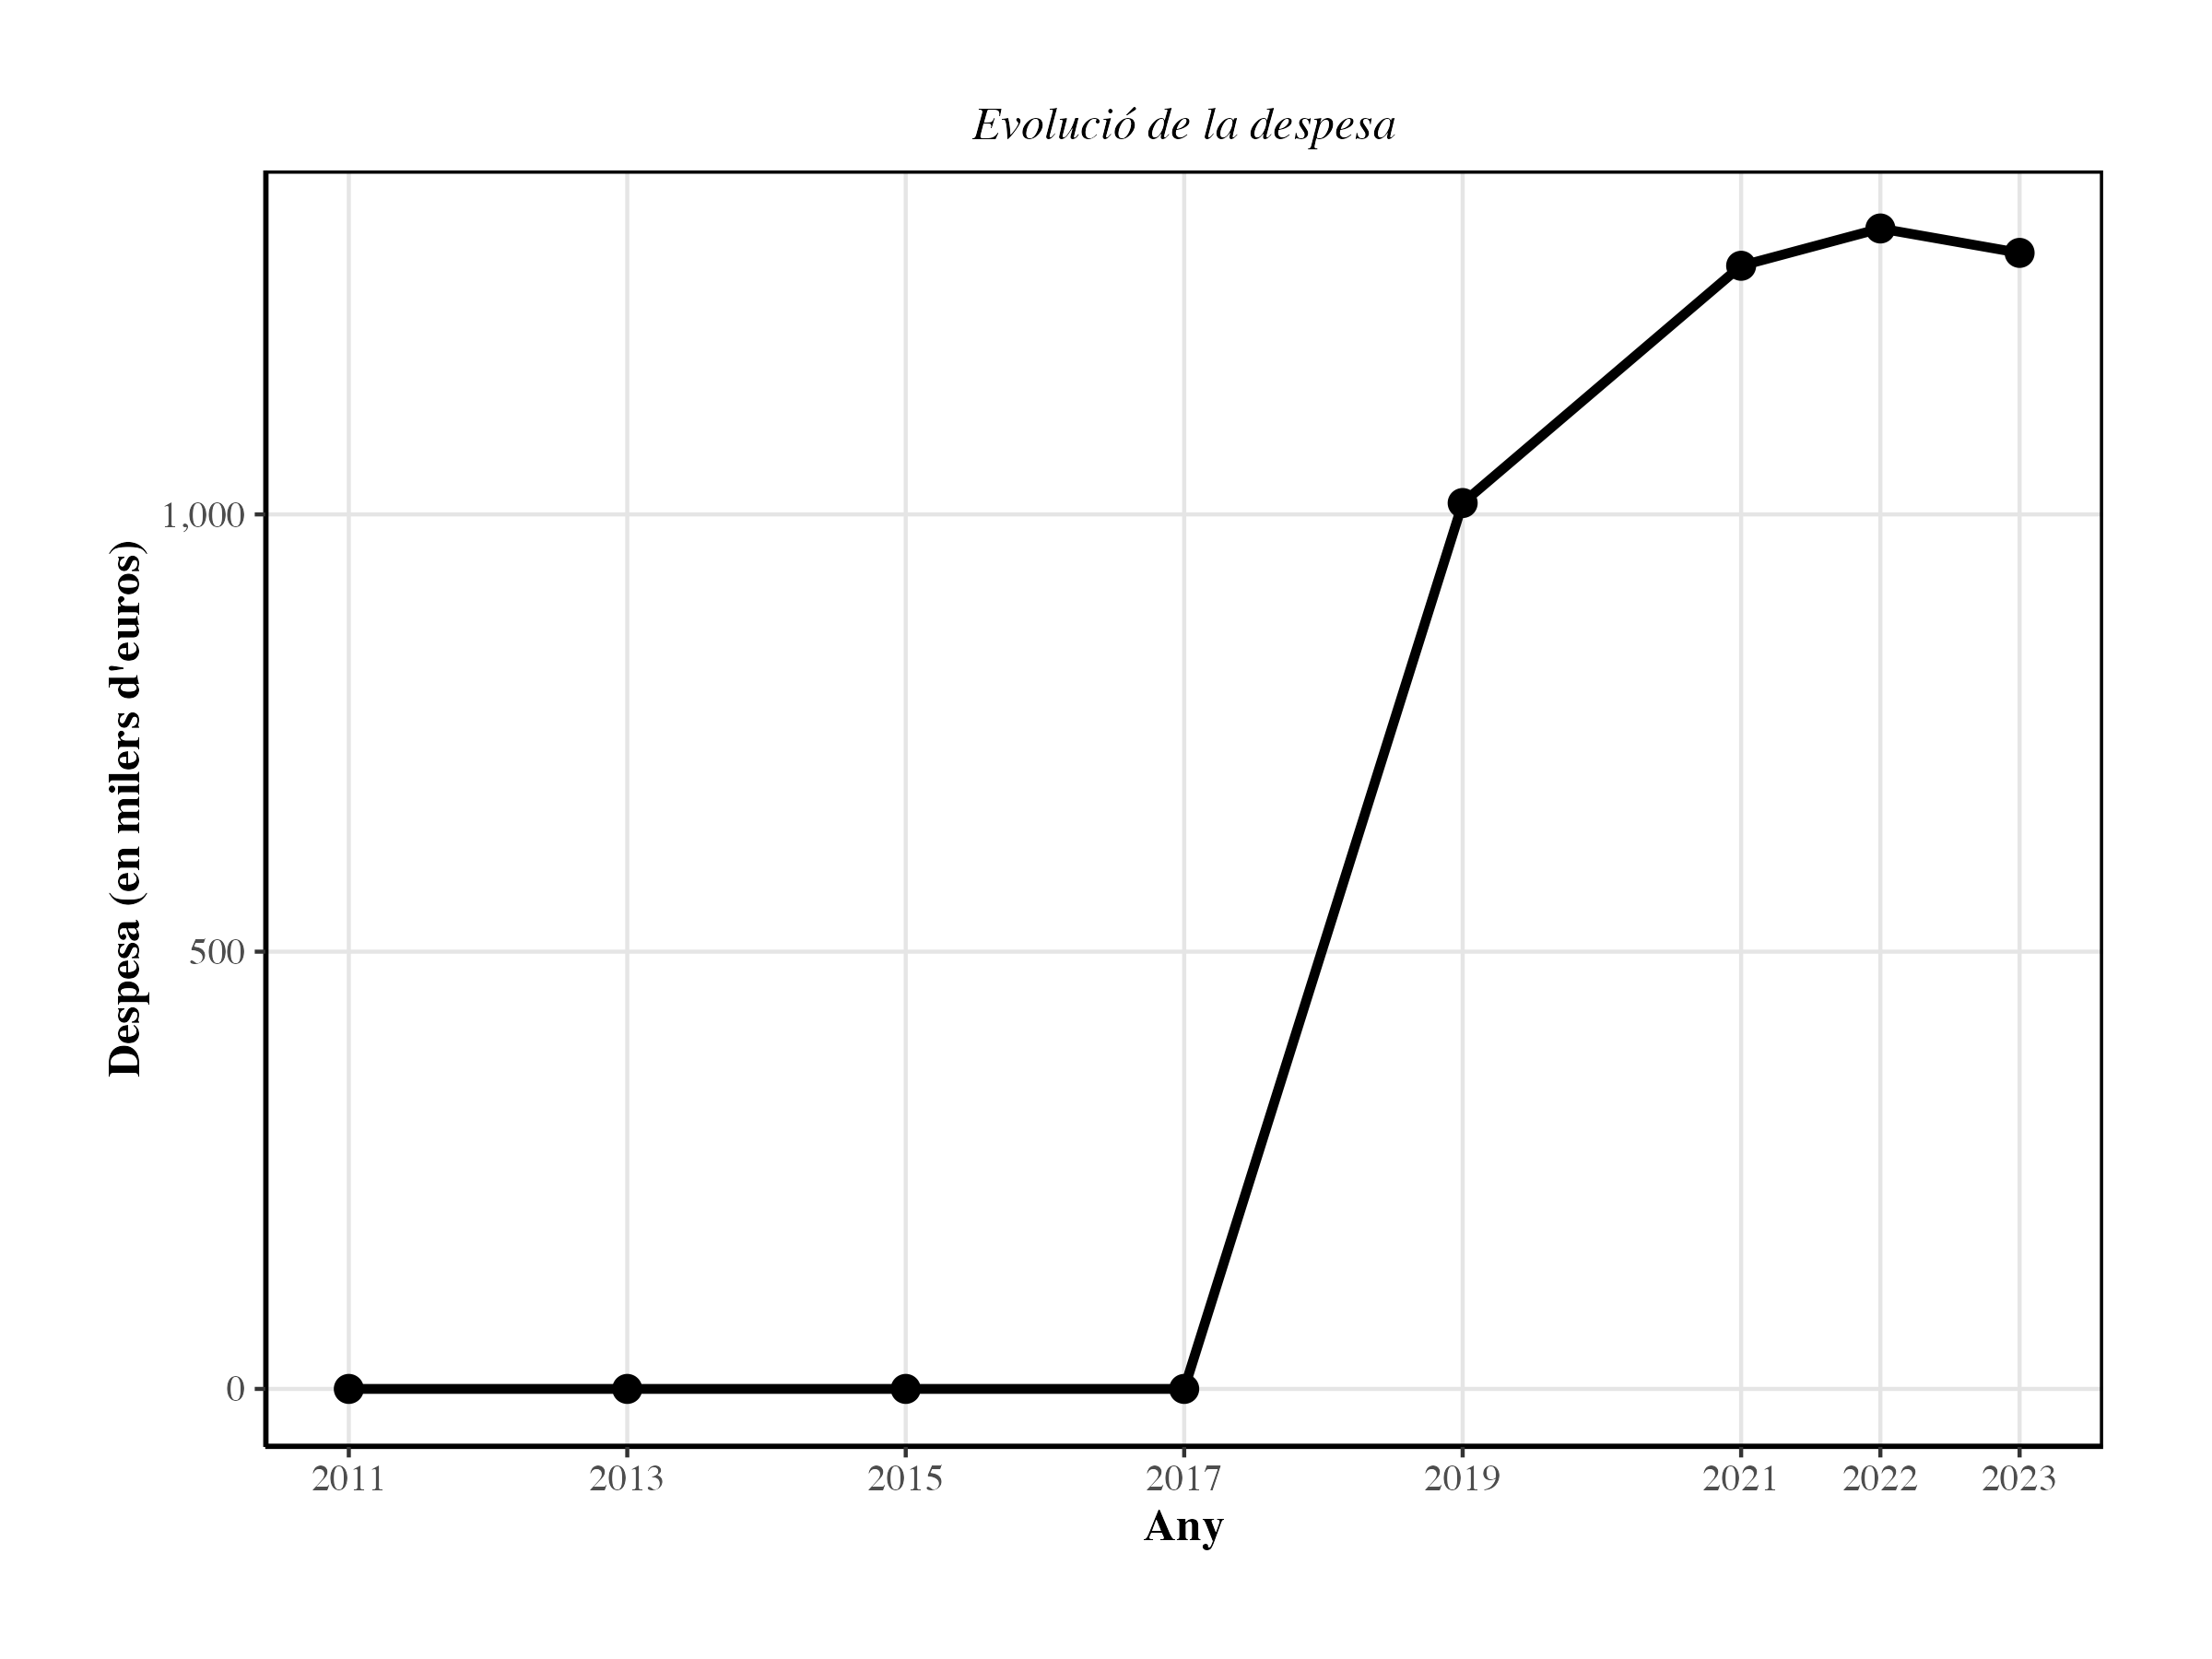 Evolució de la despesa
Despesa (en milers d'euros)
1,000
500
0
2011 2013 2015 2017 2019 2021 2022 2023
Any